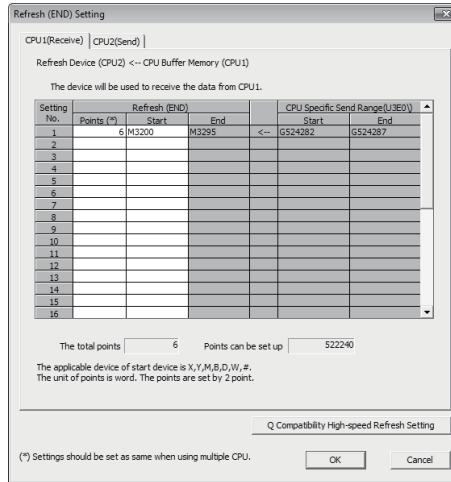 Refresh (END) Setting
CPU1(Receive) CPU2(Send)
Refresh Device (CPU2) <-- CPU Buffer Memory (CPU1)
The device will be used to receive the data from CPU1.
Setting No. Refresh (END) CPU Specific Send Range(U3E0\)
Points (*) Start End Start End
1 6 M3200 M3295 <-- G524282 G524287
2
3
4
5
6
7
8
9
10
11
12
13
14
15
16
The total points 6 Points can be set up 522240
The applicable device of start device is X,Y,M,B,D,W,#.
The unit of points is word. The points are set by 2 point.
Q Compatibility High-speed Refresh Setting
(*) Settings should be set as same when using multiple CPU. OK Cancel